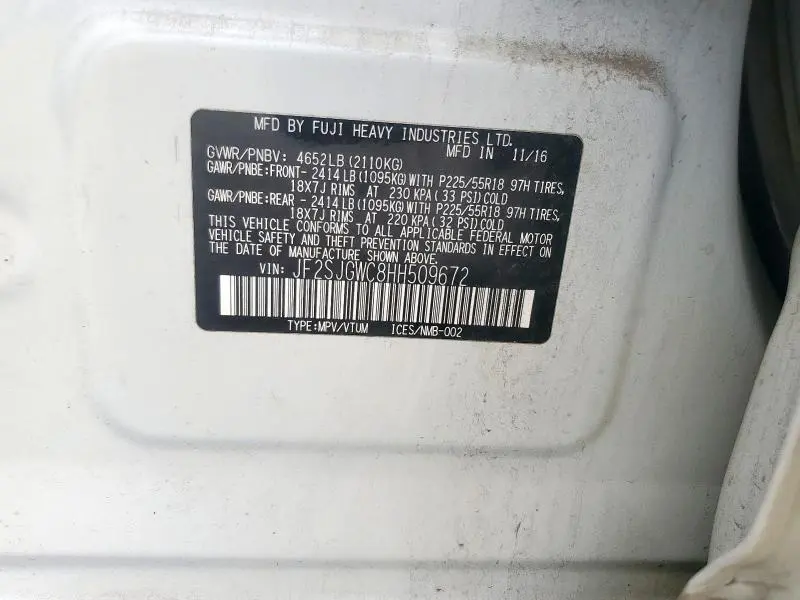 MFD BY FUJI HEAVY INDUSTRIES LTD.
GVWR/PNBV: 4652LB(2110KG) MFD IN 11/16
GAWR/PNBE:FRONT- 2414LB(1095KG)WITH P225/55R18 97H TIRES,
18X7J RIMS AT 230 KPA(33 PSI)COLD
GAWR/PNBE:REAR - 2414LB(1095KG)WITH P225/55R18 97H TIRES,
18X7J RIMS AT 220 KPA(32 PSI)COLD
THIS VEHICLE CONFORMS TO ALL APPLICABLE FEDERAL MOTOR
VEHICLE SAFETY AND THEFT PREVENTION STANDARDS IN EFFECT ON
THE DATE OF MANUFACTURE SHOWN ABOVE.
VIN: JF2SJGWC8HH509672
TYPE:MPV/VTUM ICES/NMB-002